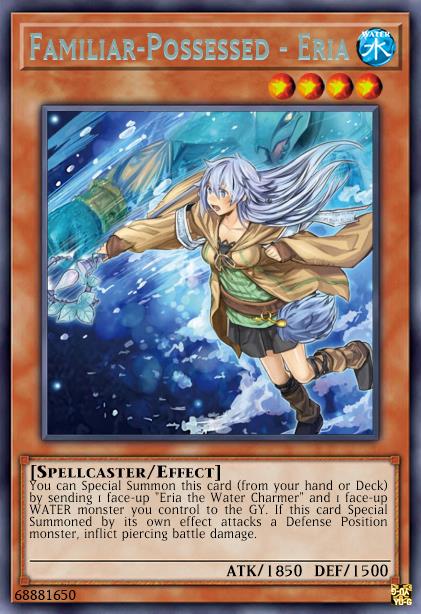 Familiar-Possessed - Eria
WATER
水
[Spellcaster/Effect]
You can Special Summon this card (from your hand or Deck)
by sending 1 face-up "Eria the Water Charmer" and 1 face-up
WATER monster you control to the GY. If this card Special
Summoned by its own effect attacks a Defense Position
monster, inflict piercing battle damage.
ATK/1850 DEF/1500
68881650